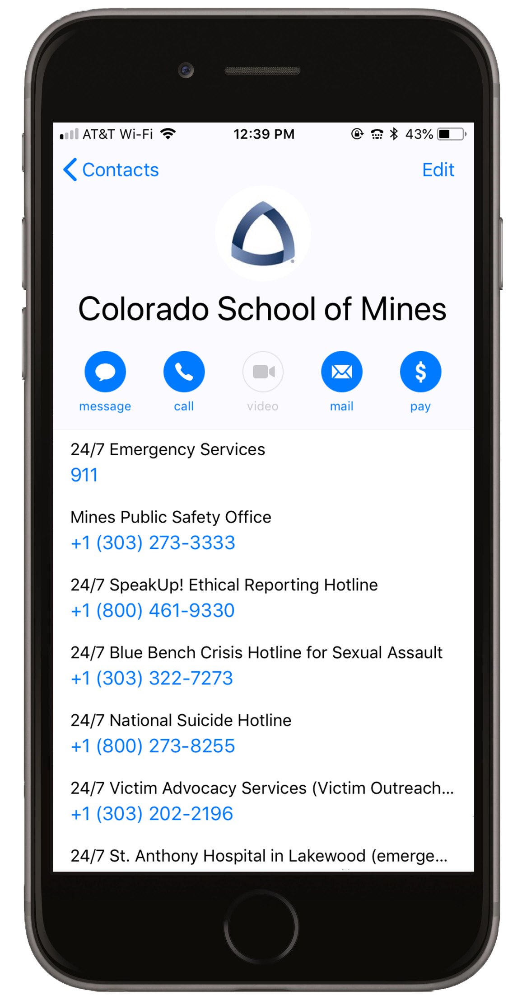 AT&T Wi-Fi 12:39 PM 43%
Contacts Edit
®
Colorado School of Mines
$
message call video mail pay
24/7 Emergency Services
911
Mines Public Safety Office
+1 (303) 273-3333
24/7 SpeakUp! Ethical Reporting Hotline
+1 (800) 461-9330
24/7 Blue Bench Crisis Hotline for Sexual Assault
+1 (303) 322-7273
24/7 National Suicide Hotline
+1 (800) 273-8255
24/7 Victim Advocacy Services (Victim Outreach...
+1 (303) 202-2196
24/7 St. Anthony Hospital in Lakewood (emerge...